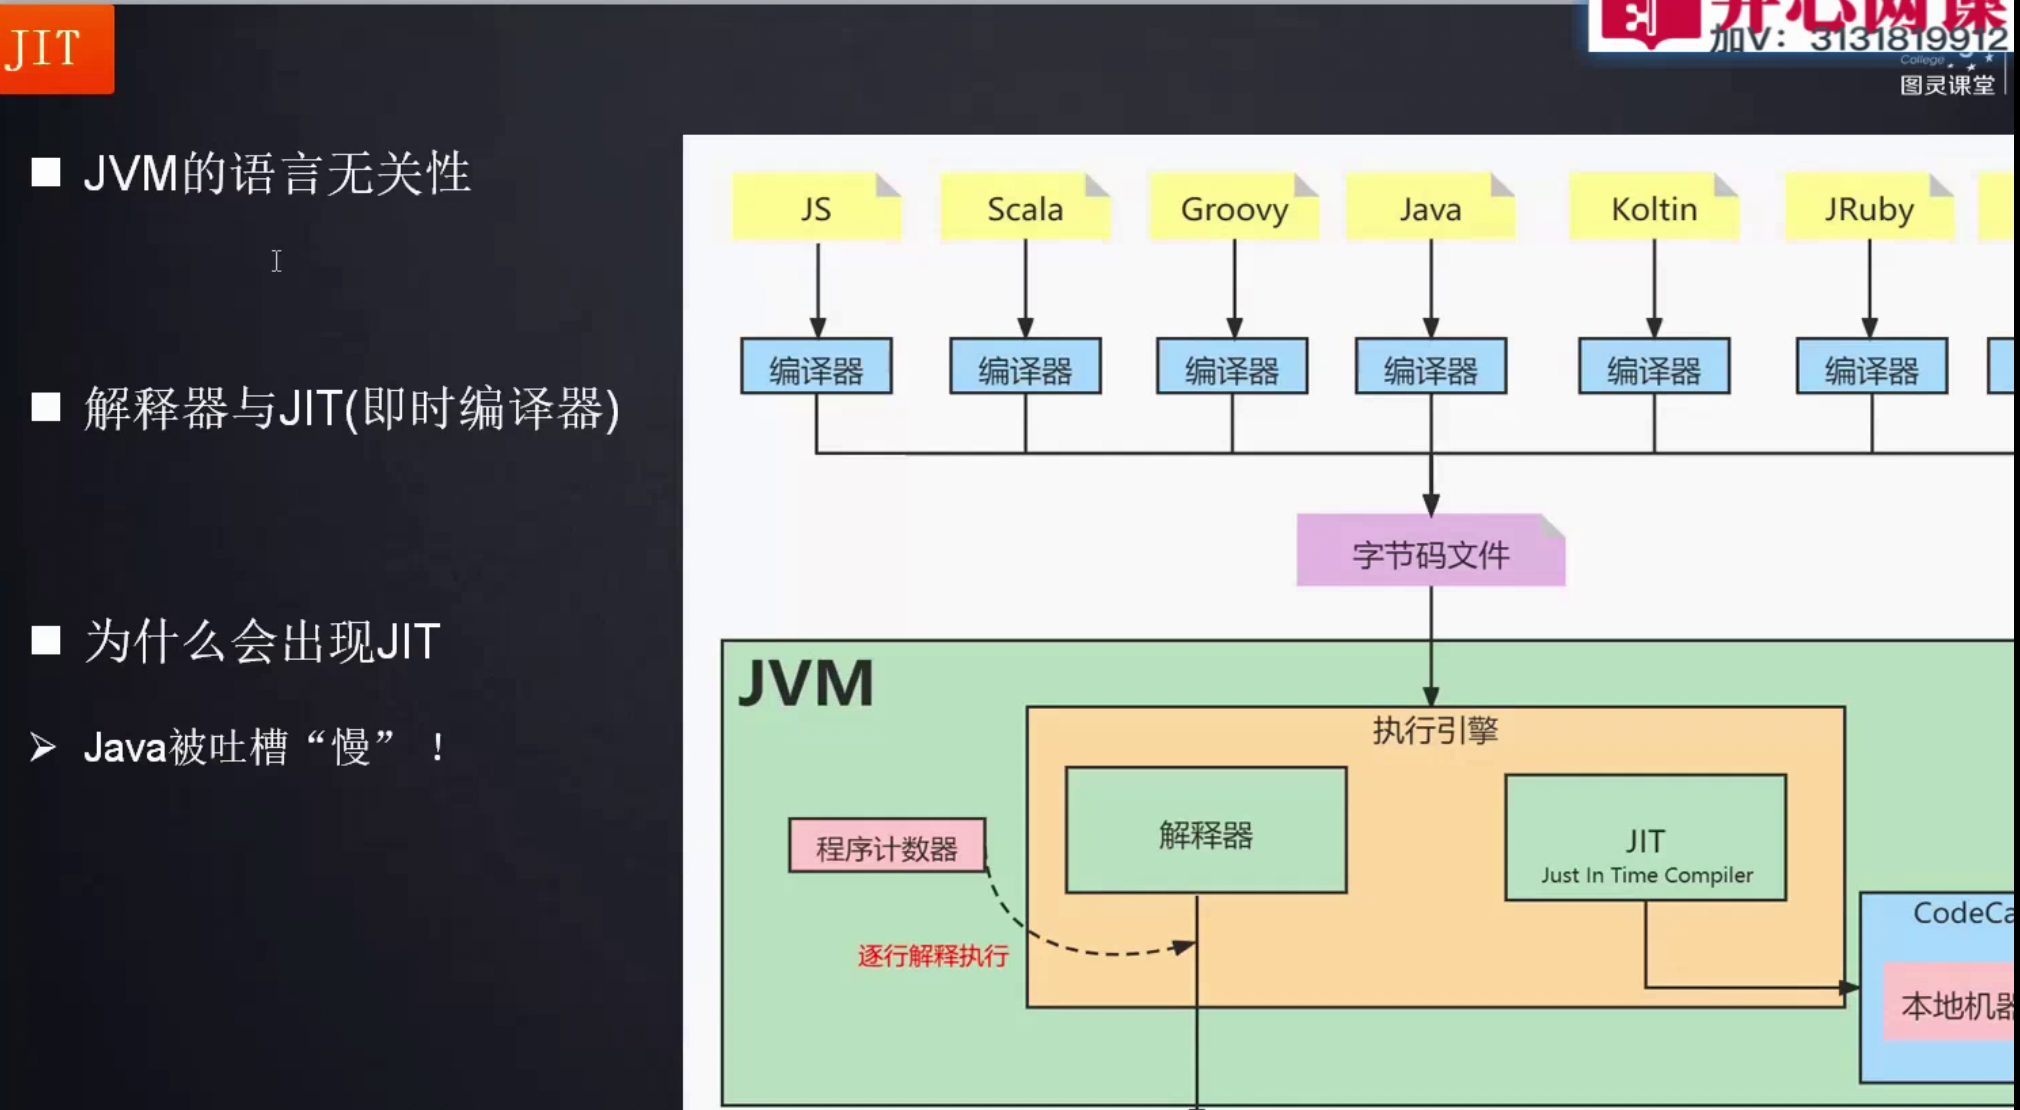 JIT
开心网课
加V：3131819912
College
图灵课堂
JVM的语言无关性
解释器与JIT(即时编译器)
为什么会出现JIT
Java被吐槽“慢”！
JS
Scala
Groovy
Java
Koltin
JRuby
编译器
编译器
编译器
编译器
编译器
编译器
字节码文件
JVM
执行引擎
程序计数器
解释器
JIT
Just In Time Compiler
逐行解释执行
CodeCa
本地机器